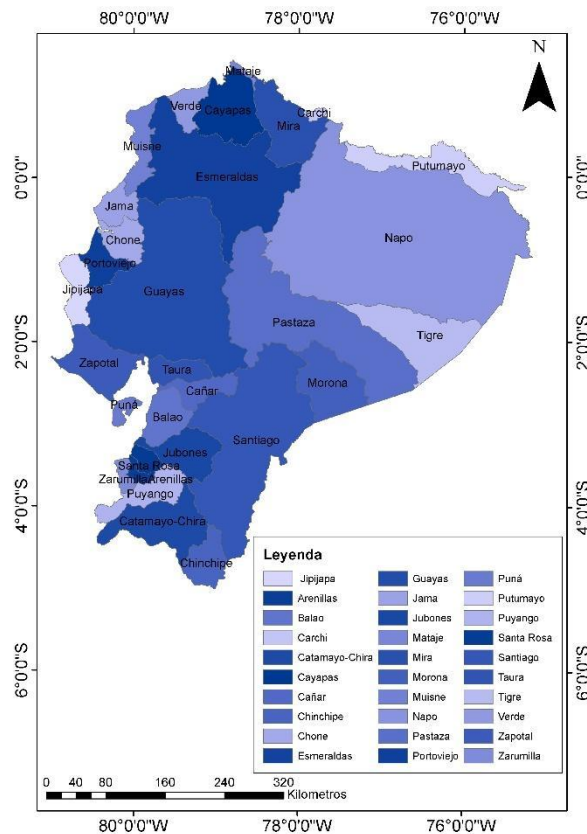 80°0'0"W 78°0'0"W 76°0'0"W
N
Mataje
Verde
Cayapas
Carchi
Mira
Muisne
Putumayo
0°0'0"
Esmeraldas
0°0'0"
Jama
Chone
Napo
Portoviejo
Jipijapa
Guayas
Pastaza
Tigre
2°0'0"S
2°0'0"S
Zapotal
Taura
Cañar
Morona
Puná
Balao
Santiago
Jubones
Santa Rosa
Zarumilla Arenillas
Puyango
4°0'0"S
4°0'0"S
Catamayo-Chira
Chinchipe
Leyenda
Jipijapa Guayas Puná
Arenillas Jama Putumayo
Balao Jubones Puyango
Carchi Mataje Santa Rosa
Catamayo-Chira Mira Santiago
Cayapas Morona Taura
Cañar Muisne Tigre
Chinchipe Napo Verde
Chone Pastaza Zapotal
Esmeraldas Portoviejo Zarumilla
6°0'0"S
6°0'0"S
0 40 80 160 240 320
Kilometros
80°0'0"W 78°0'0"W 76°0'0"W